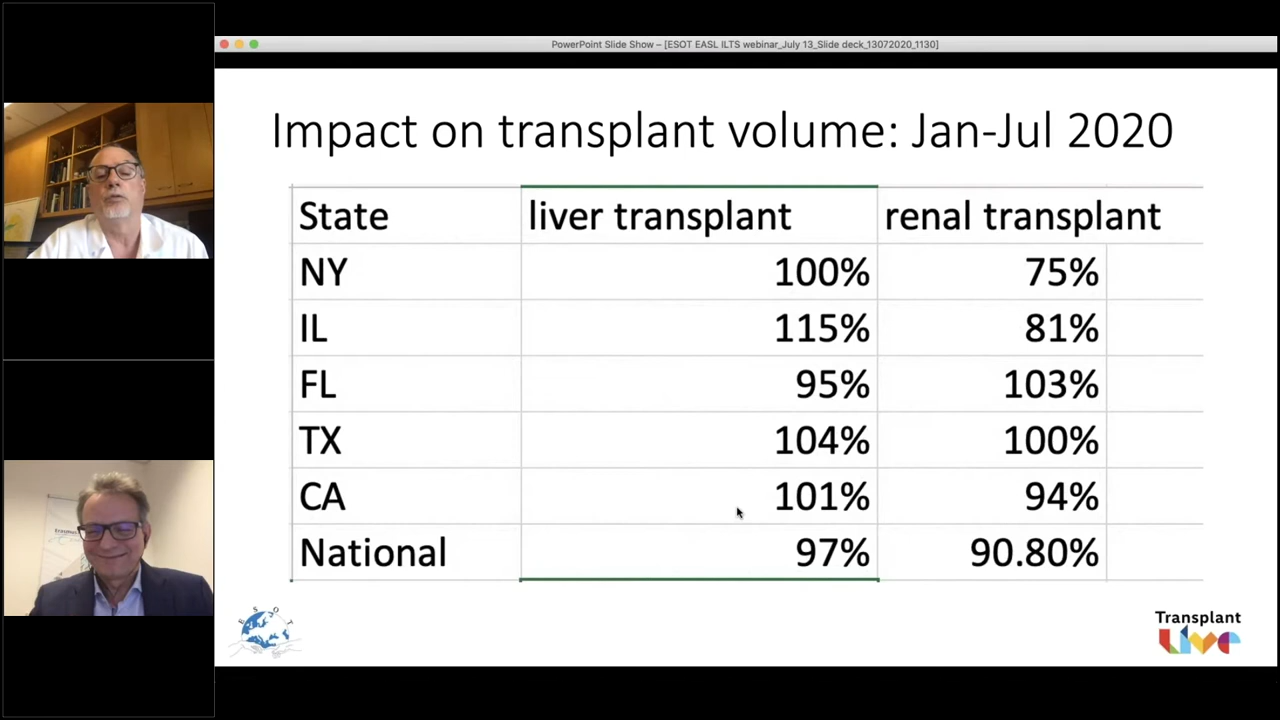 PowerPoint Slide Show – [ESOT EASL ILTS webinar_July 13_Slide deck_13072020_1130]
Impact on transplant volume: Jan-Jul 2020
State liver transplant renal transplant
NY 100% 75%
IL 115% 81%
FL 95% 103%
TX 104% 100%
CA 101% 94%
National 97% 90.80%
E S O T
Transplant
Live